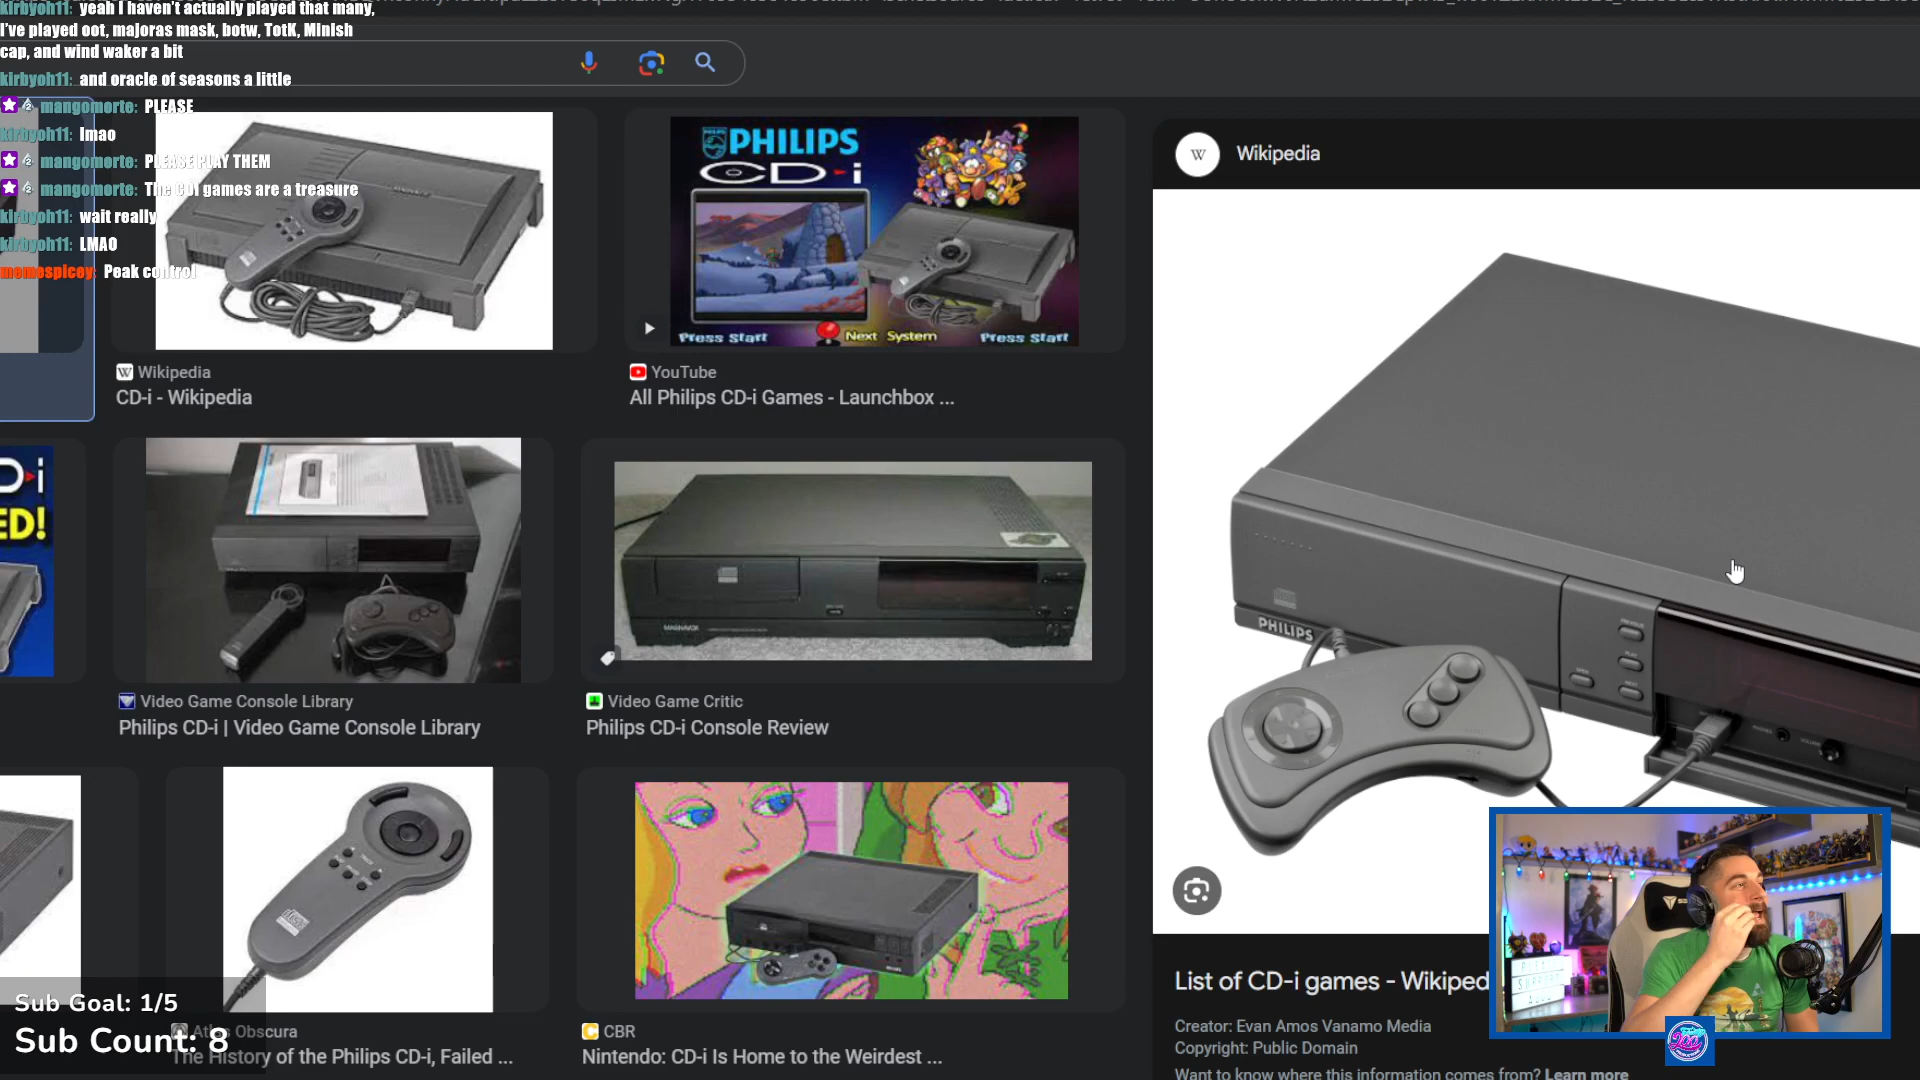 kirbyoh11: yeah I haven't actually played that many,
I've played oot, majoras mask, botw, TotK, Minish
cap, and wind waker a bit
kirbyoh11: and oracle of seasons a little
mangomorte: PLEASE
kirbyoh11: lmao
mangomorte: PLEASE PLAY THEM
mangomorte: The CDI games are a treasure
kirbyoh11: wait really
kirbyoh11: LMAO
memespicey: Peak control
PHILIPS
CD-i
Press Start
Next System
Press Start
W Wikipedia
W Wikipedia
CD-i - Wikipedia
YouTube
All Philips CD-i Games - Launchbox ...
D-i
ED!
MAGNAVOX
PHILIPS
Video Game Console Library
Philips CD-i | Video Game Console Library
Video Game Critic
Philips CD-i Console Review
Sub Goal: 1/5
Sub Count: 8
Atlas Obscura
The History of the Philips CD-i, Failed ...
CBR
Nintendo: CD-i Is Home to the Weirdest ...
List of CD-i games - Wikiped
Creator: Evan Amos Vanamo Media
Copyright: Public Domain
Want to know where this information comes from? Learn more